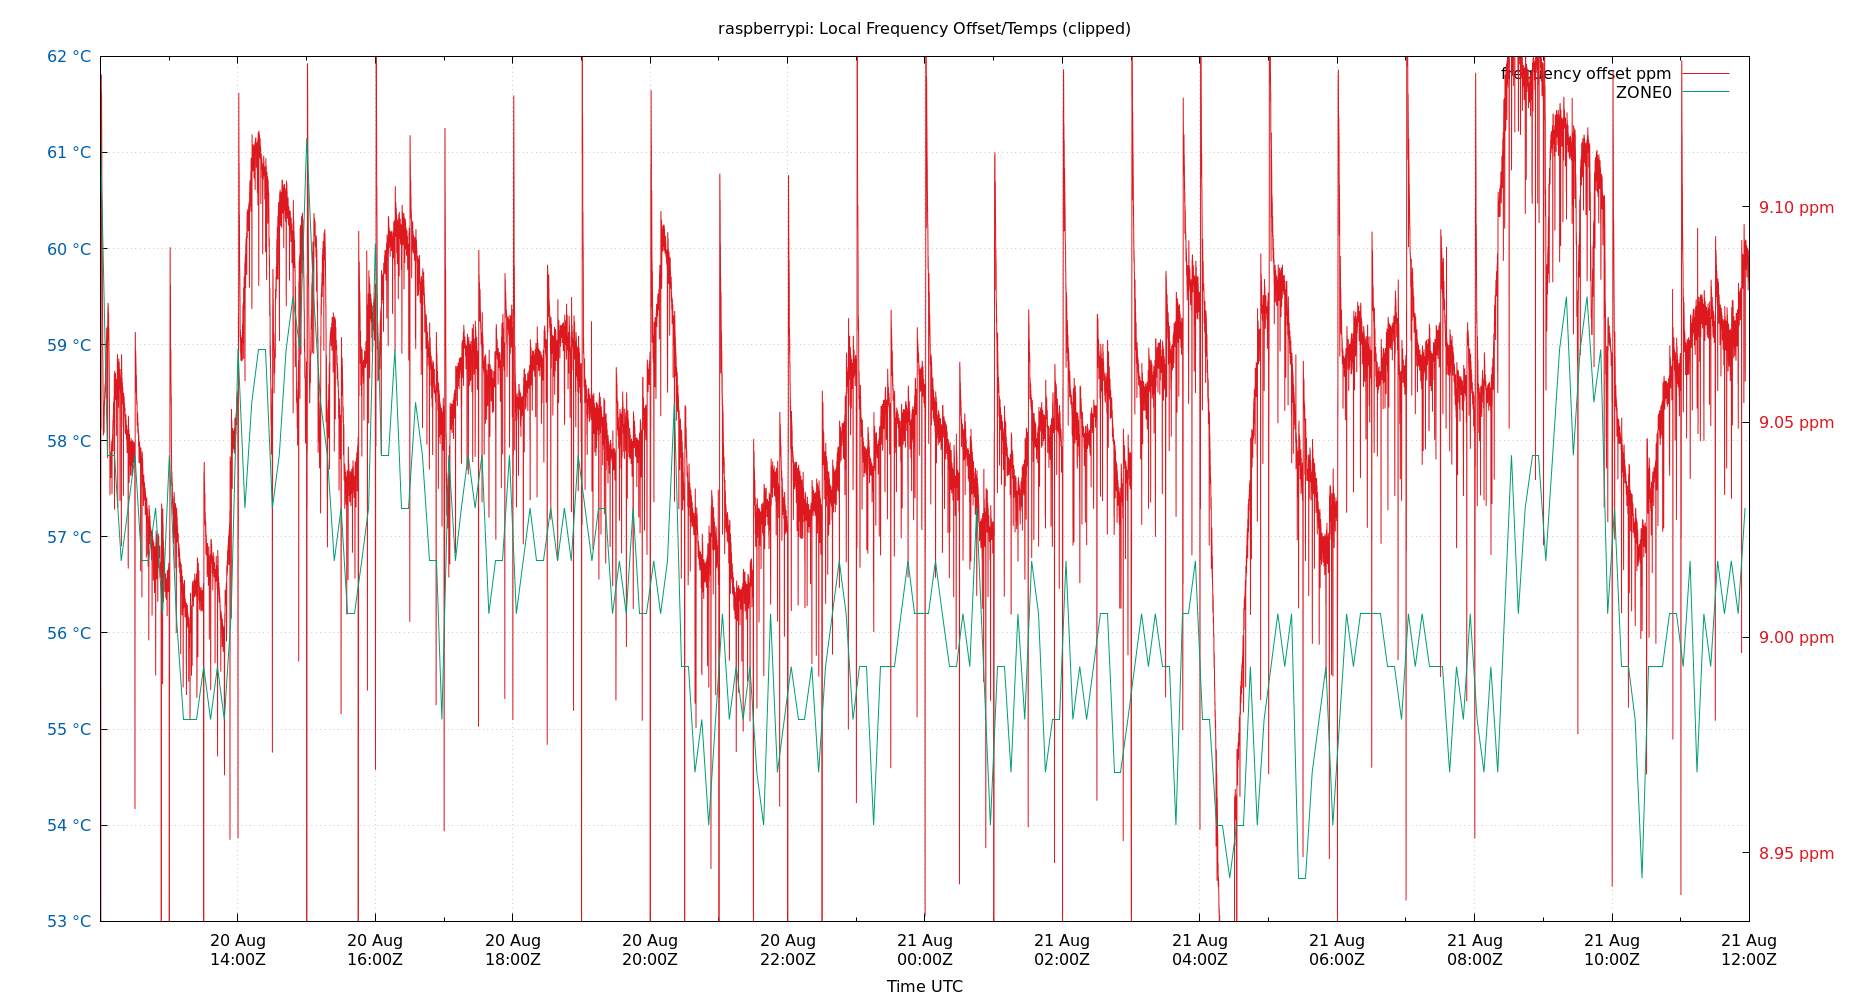 raspberrypi: Local Frequency Offset/Temps (clipped)
62 °C
61 °C
60 °C
59 °C
58 °C
57 °C
56 °C
55 °C
54 °C
53 °C
frequency offset ppm
ZONE0
9.10 ppm
9.05 ppm
9.00 ppm
8.95 ppm
20 Aug 20 Aug 20 Aug 20 Aug 20 Aug 21 Aug 21 Aug 21 Aug 21 Aug 21 Aug 21 Aug 21 Aug
14:00Z 16:00Z 18:00Z 20:00Z 22:00Z 00:00Z 02:00Z 04:00Z 06:00Z 08:00Z 10:00Z 12:00Z
Time UTC